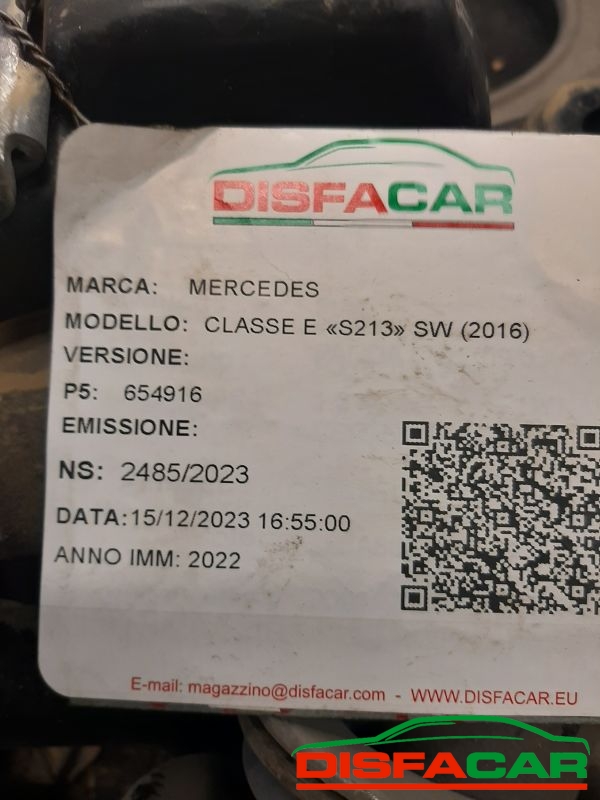 DISFACAR
MARCA: MERCEDES
MODELLO: CLASSE E «S213» SW (2016)
VERSIONE:
P5: 654916
EMISSIONE:
NS: 2485/2023
DATA:15/12/2023 16:55:00
ANNO IMM: 2022
E-mail: magazzino@disfacar.com - WWW.DISFACAR.EU
DISFACAR